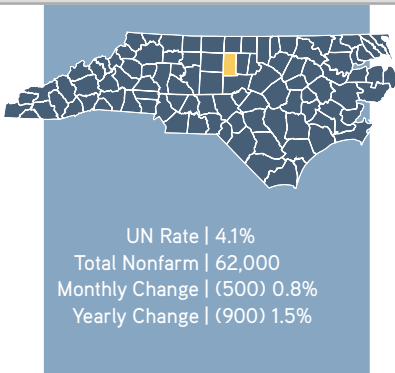 UN Rate | 4.1%
Total Nonfarm | 62,000
Monthly Change | (500) 0.8%
Yearly Change | (900) 1.5%